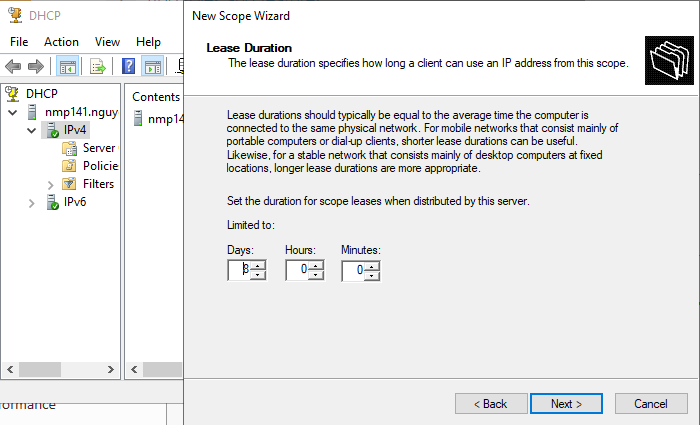 DHCP
File Action View Help
DHCP
nmp141.nguy
IPv4
Server
Policie
Filters
IPv6
Contents
nmp14
New Scope Wizard
Lease Duration
The lease duration specifies how long a client can use an IP address from this scope.
Lease durations should typically be equal to the average time the computer is
connected to the same physical network. For mobile networks that consist mainly of
portable computers or dial-up clients, shorter lease durations can be useful.
Likewise, for a stable network that consists mainly of desktop computers at fixed
locations, longer lease durations are more appropriate.
Set the duration for scope leases when distributed by this server.
Limited to:
Days: Hours: Minutes:
8 0 0
< Back Next > Cancel
ormance